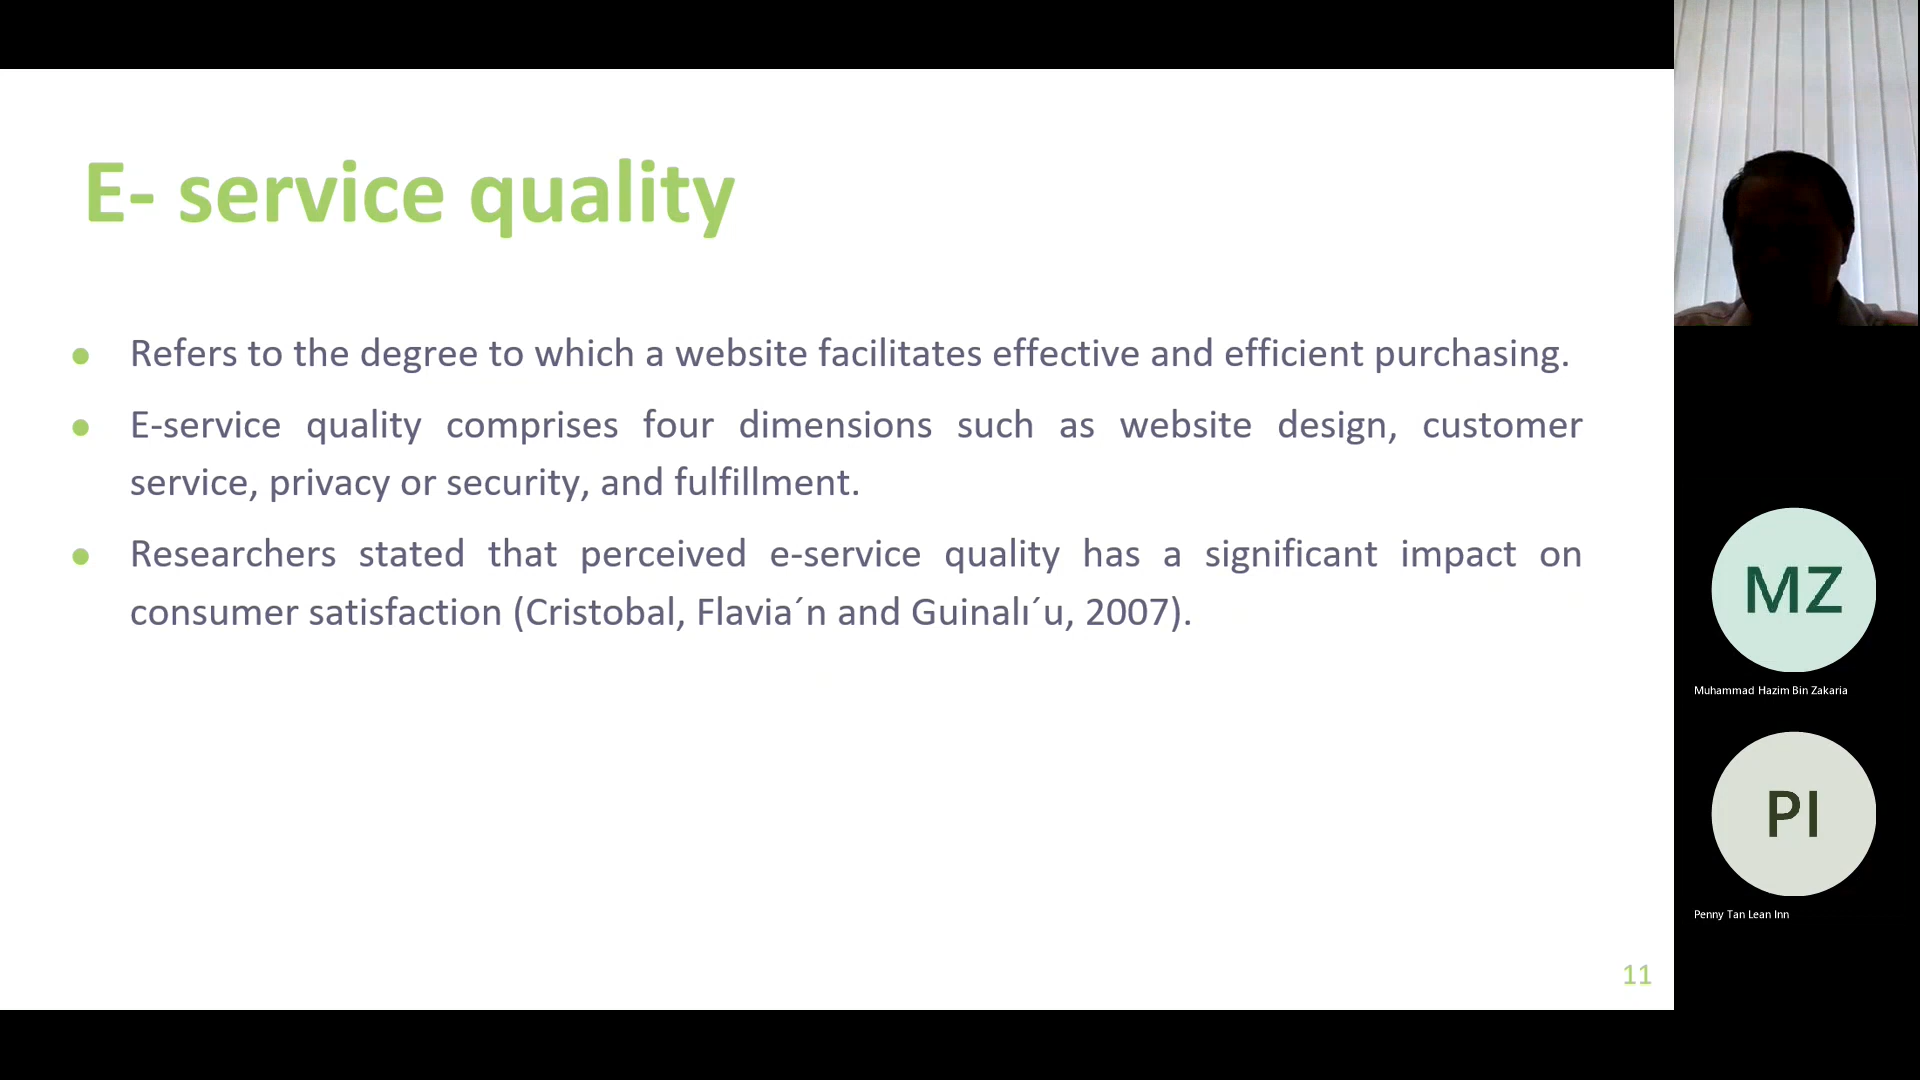 E- service quality
Refers to the degree to which a website facilitates effective and efficient purchasing.
E-service quality comprises four dimensions such as website design, customer
service, privacy or security, and fulfillment.
Researchers stated that perceived e-service quality has a significant impact on
consumer satisfaction (Cristobal, Flavia´n and Guinalı´u, 2007).
11
MZ
Muhammad Hazim Bin Zakaria
PI
Penny Tan Lean Inn